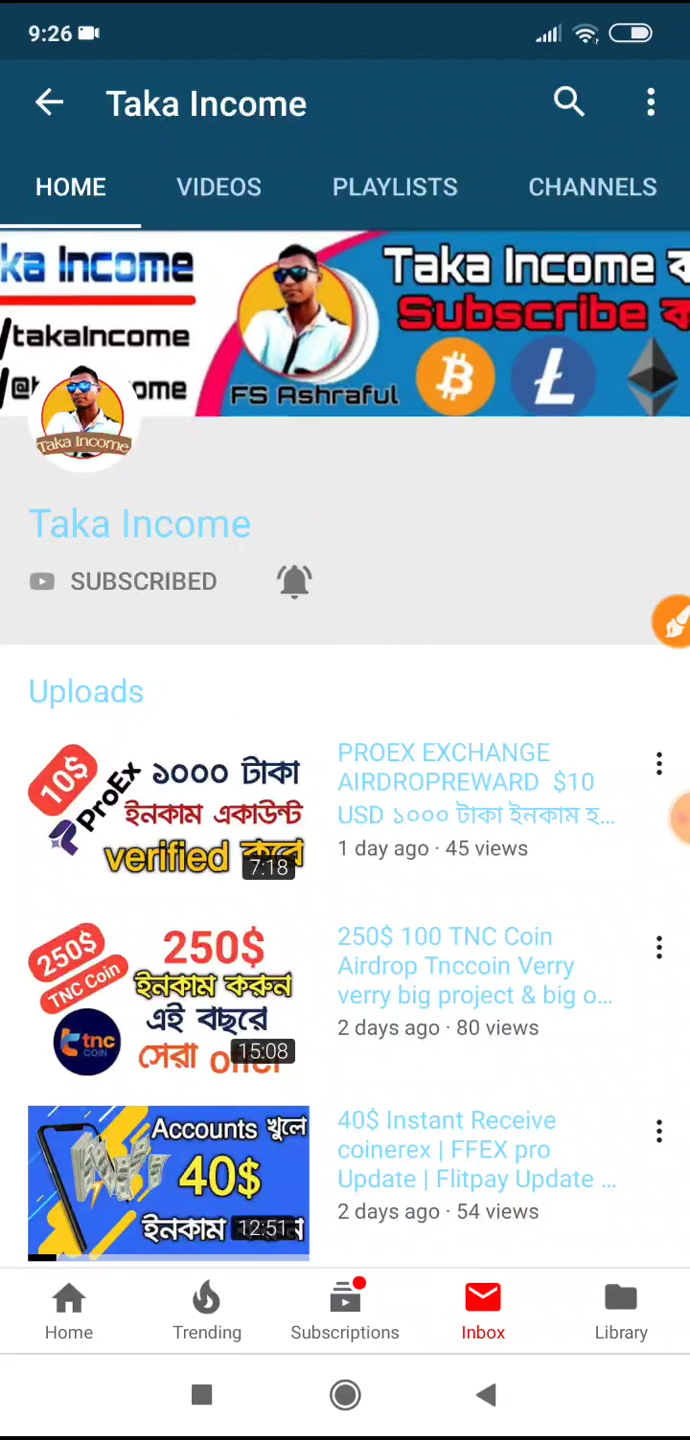 9:26
Taka Income
HOME VIDEOS PLAYLISTS CHANNELS
ka Income
/takaIncome
ome
FS Ashraful
Taka Income
Subscribe
Taka Income
Taka Income
SUBSCRIBED
Uploads
10$
ProEx
১০০০ টাকা
ইনকাম একাউন্ট
verified করে
7:18
PROEX EXCHANGE
AIRDROPREWARD $10
USD ১০০০ টাকা ইনকাম হ...
1 day ago · 45 views
250$
TNC Coin
tnc
COIN
250$
ইনকাম করুন
এই বছরে
সেরা offer
15:08
250$ 100 TNC Coin
Airdrop Tnccoin Verry
verry big project & big o...
2 days ago · 80 views
Accounts খুলে
40$
ইনকাম
12:51
40$ Instant Receive
coinerex | FFEX pro
Update | Flitpay Update ...
2 days ago · 54 views
Home Trending Subscriptions Inbox Library